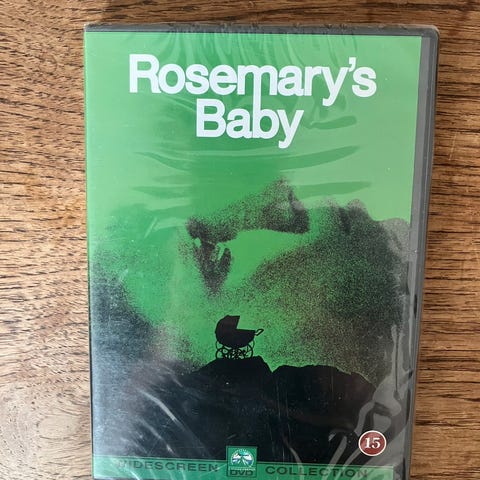 Rosemary's
Baby
15
WIDESCREEN DVD COLLECTION